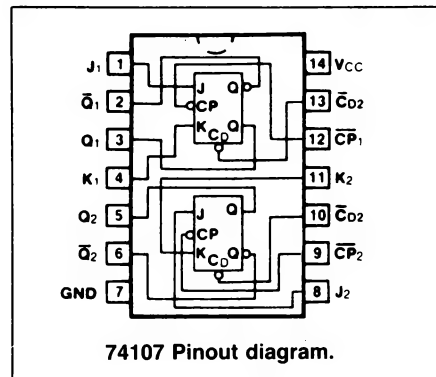 J1 1
14 VCC
Q̅1 2
13 C̅D2
Q1 3
12 C̅P̅1
K1 4
11 K2
Q2 5
10 C̅D2
Q̅2 6
9 C̅P̅2
GND 7
8 J2
J Q
CP
K Q
CD
J Q
CP
K Q
CD
74107 Pinout diagram.